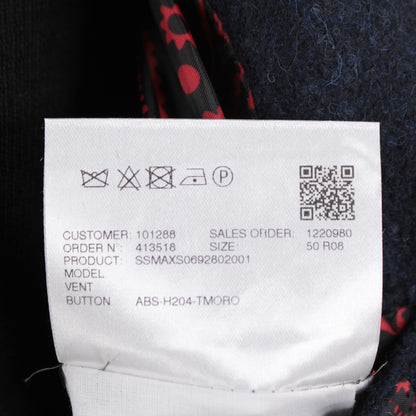 P
CUSTOMER: 101288 SALES ORDER: 1220980
ORDER N°: 413518 SIZE 50 R08
PRODUCT: SSMAXS0692802001
MODEL
VENT
BUTTON ABS-H204-TMORO